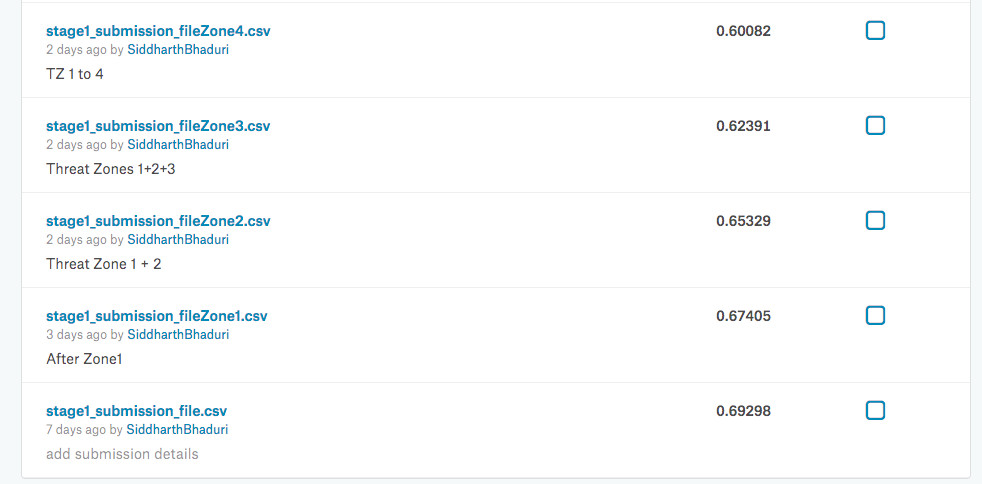 stage1_submission_fileZone4.csv 0.60082
2 days ago by SiddharthBhaduri
TZ 1 to 4
stage1_submission_fileZone3.csv 0.62391
2 days ago by SiddharthBhaduri
Threat Zones 1+2+3
stage1_submission_fileZone2.csv 0.65329
2 days ago by SiddharthBhaduri
Threat Zone 1 + 2
stage1_submission_fileZone1.csv 0.67405
3 days ago by SiddharthBhaduri
After Zone1
stage1_submission_file.csv 0.69298
7 days ago by SiddharthBhaduri
add submission details